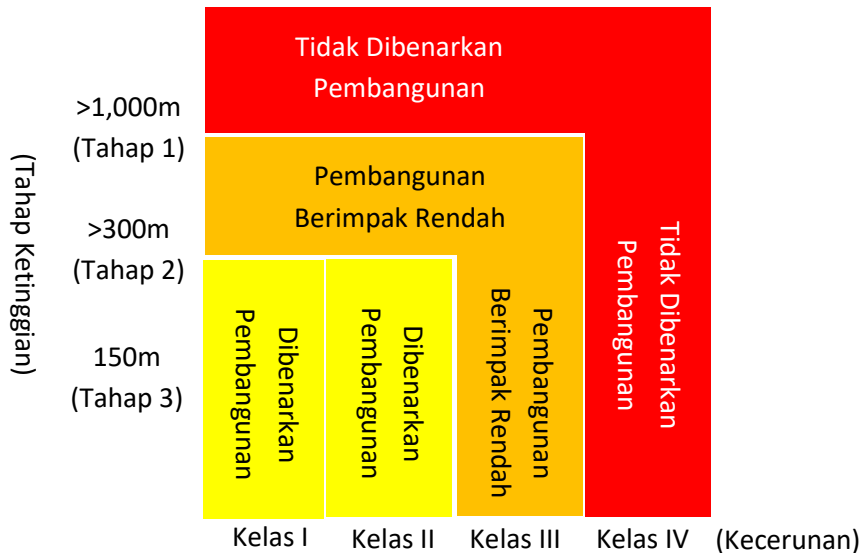 Tidak Dibenarkan
Pembangunan
>1,000m
(Tahap 1)
Pembangunan
Berimpak Rendah
>300m
(Tahap 2)
150m
(Tahap 3)
(Tahap Ketinggian)
Dibenarkan
Pembangunan
Dibenarkan
Pembangunan
Pembangunan
Berimpak Rendah
Tidak Dibenarkan
Pembangunan
Kelas I
Kelas II
Kelas III
Kelas IV
(Kecerunan)